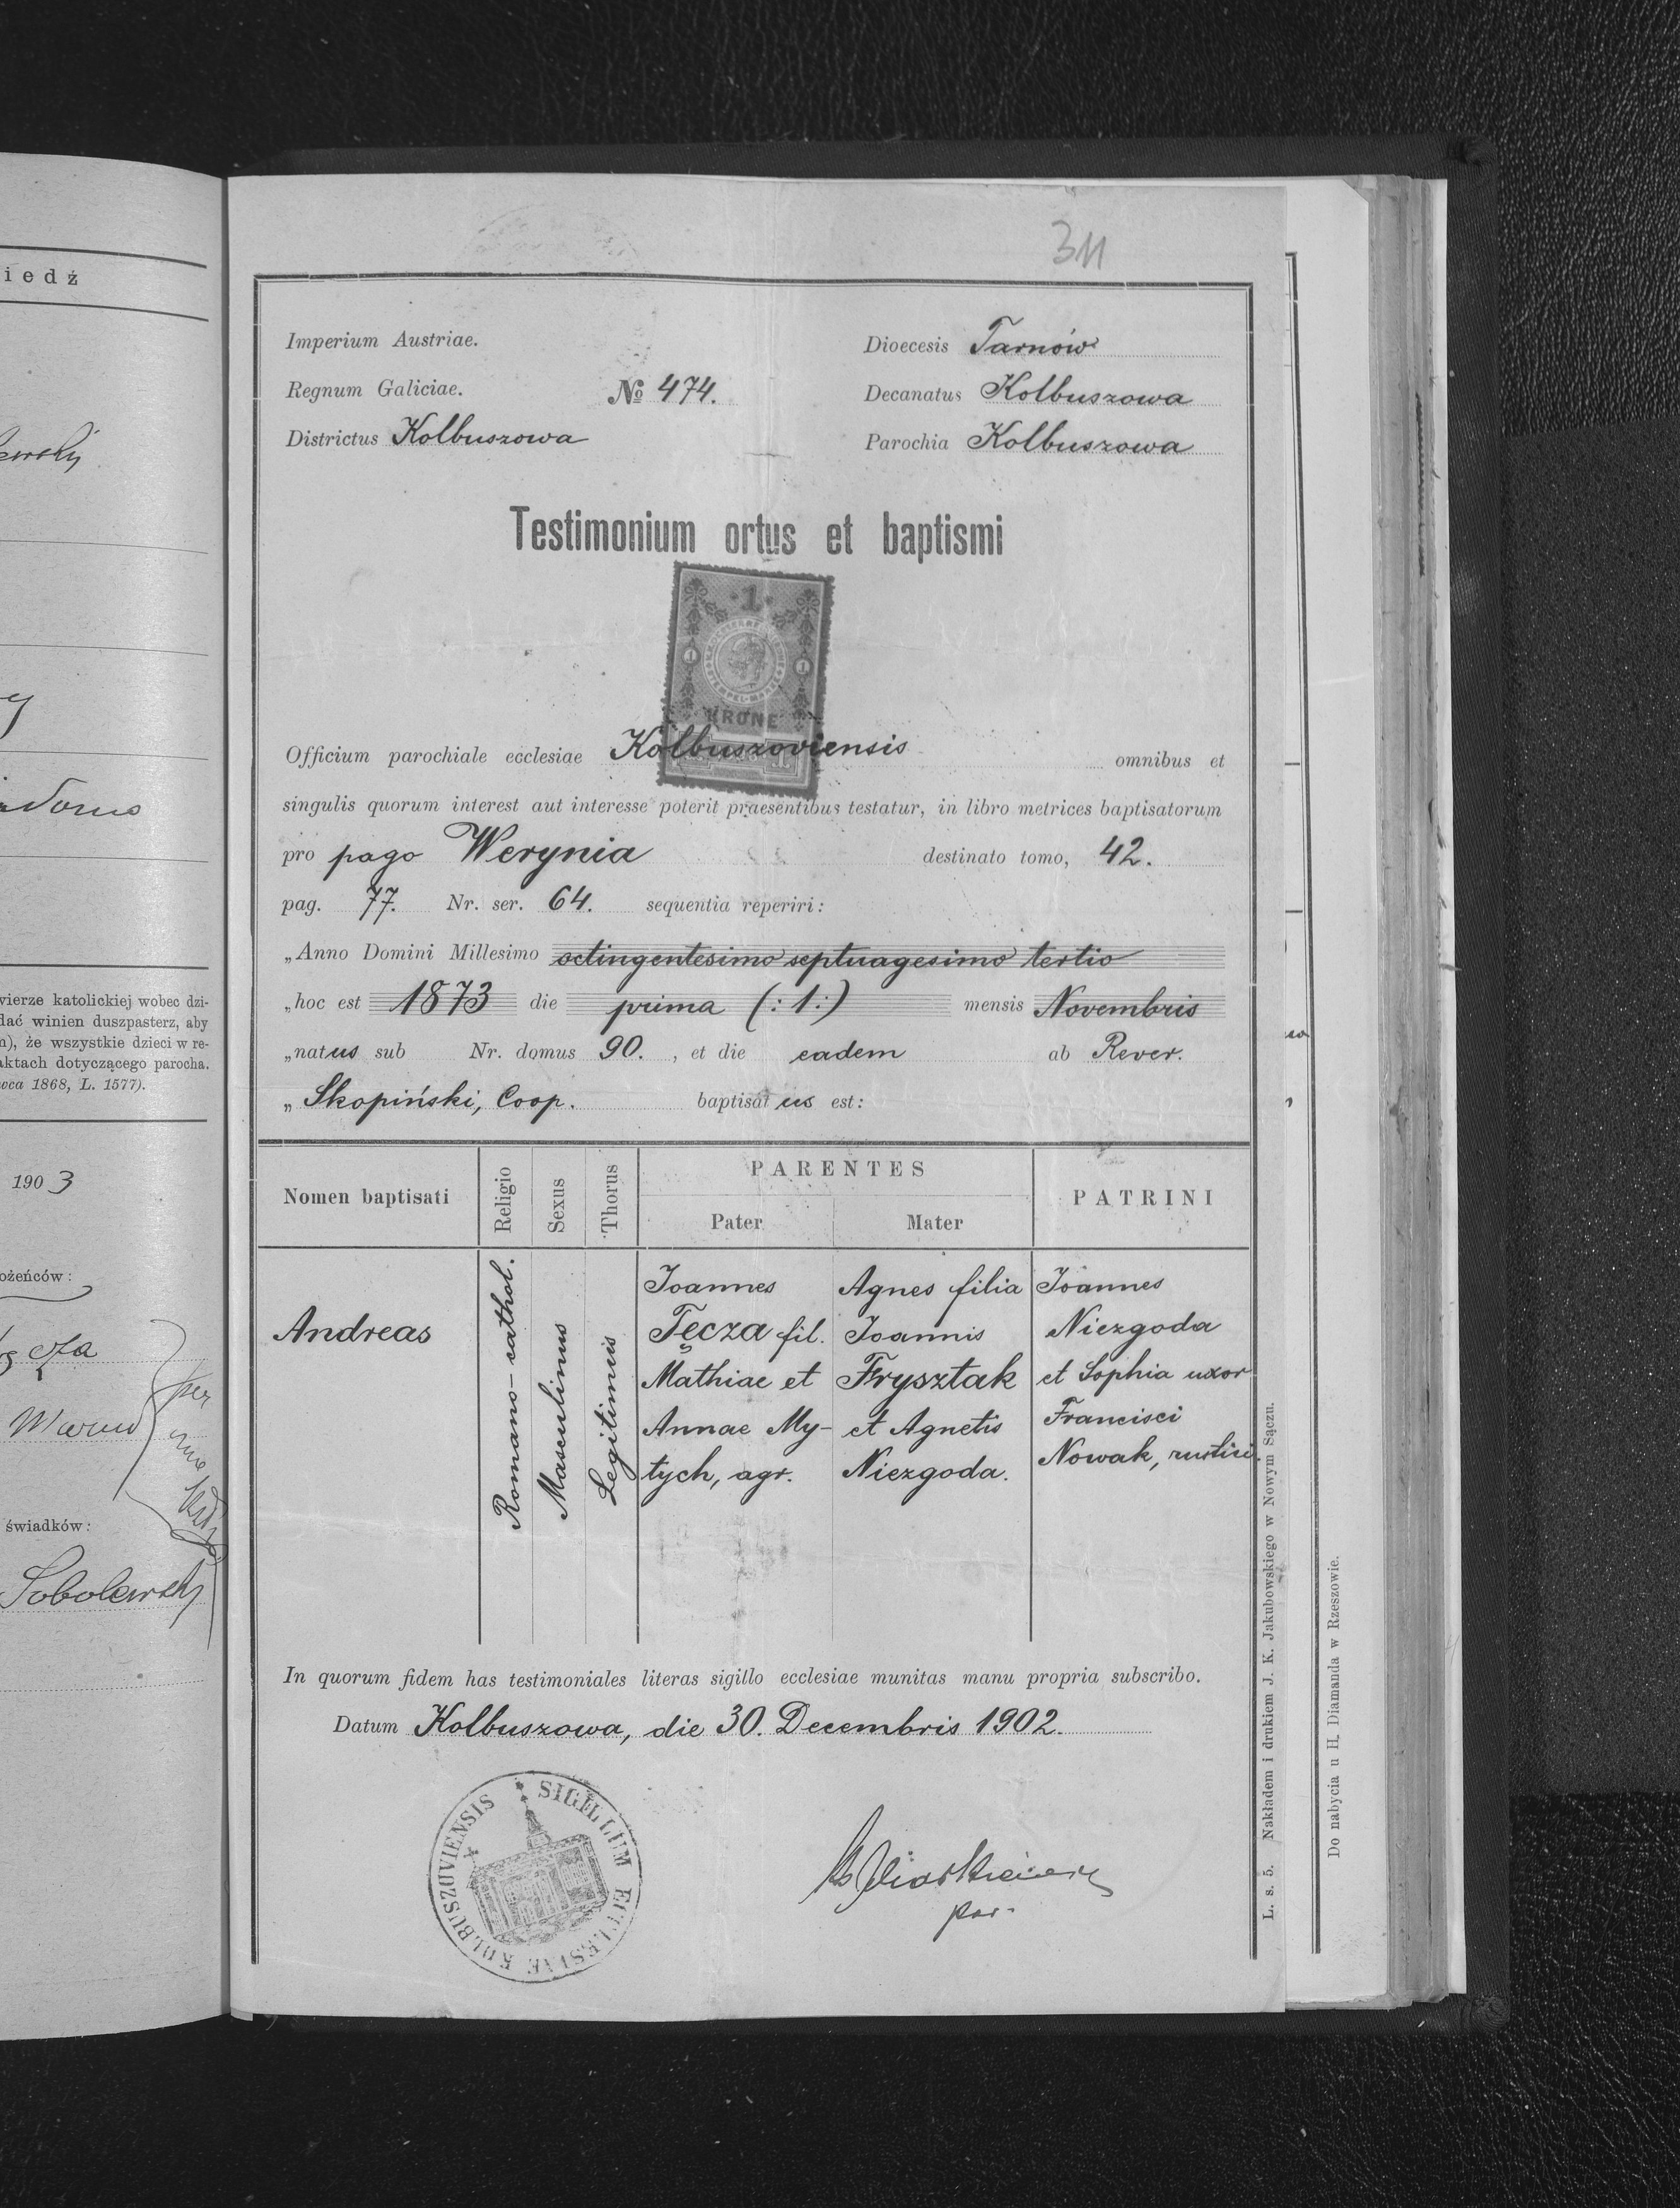 iedź
ewski
y
wierze katolickiej wobec dzi-
dać winien duszpasterz, aby
n), że wszystkie dzieci w re-
aktach dotyczącego parocha.
wca 1868, L. 1577).
1903
ożeńców:
świadków:
Sobolewski
311
Imperium Austriae.
Regnum Galiciae.
Districtus Kolbuszowa
№ 474.
Dioecesis Tarnów
Decanatus Kolbuszowa
Parochia Kolbuszowa
Testimonium ortus et baptismi
1
1 1
KRONE
Officium parochiale ecclesiae Kolbuszoviensis omnibus et
singulis quorum interest aut interesse poterit praesentibus testatur, in libro metrices baptisatorum
pro pago Werynia destinato tomo, 42.
pag. 77. Nr. ser. 64. sequentia reperiri:
„Anno Domini Millesimo octingentesimo septuagesimo tertio
„hoc est 1873 die prima (:1:) mensis Novembris
„natus sub Nr. domus 90. , et die eadem ab Rever.
„ Skopiński, Coop. baptisatus est:
Nomen baptisati
Religio
Sexus
Thorus
PARENTES
Pater
Mater
PATRINI
Andreas
Romano-cathol.
Masculinus
Legitimus
Joannes
Tęcza fil.
Mathiae et
Annae My-
tych, agr.
Agnes filia
Joannis
Frysztak
et Agnetis
Niezgoda.
Joannes
Niezgoda
et Sophia uxor
Francisci
Nowak, rustici.
In quorum fidem has testimoniales literas sigillo ecclesiae munitas manu propria subscribo.
Datum Kolbuszowa, die 30. Decembris 1902.
SIGILLUM ECCLESIAE KOLBUSZOVIENSIS
par.
L. s. 5. Nakładem i drukiem J. K. Jakubowskiego w Nowym Sączu.
Do nabycia u H. Diamanda w Rzeszowie.